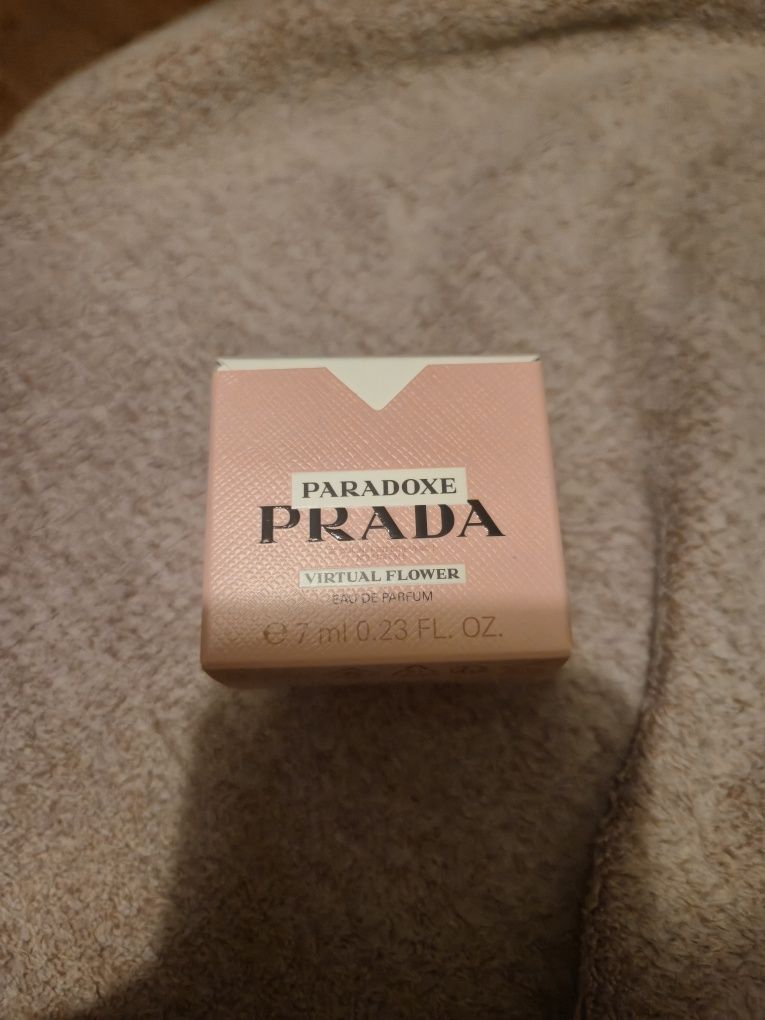 PARADOXE
PRADA
VIRTUAL FLOWER
EAU DE PARFUM
℮ 7 ml 0.23 FL. OZ.